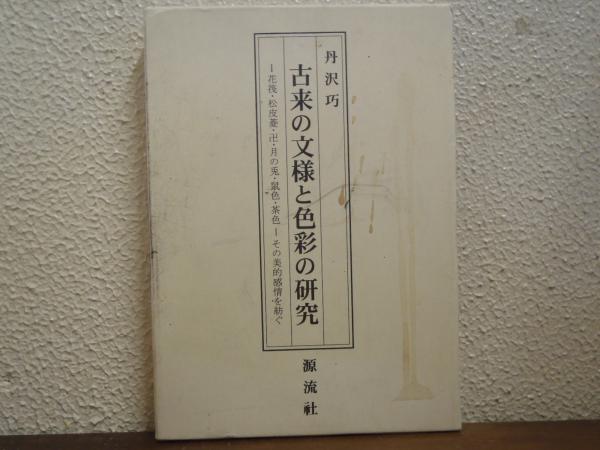 丹沢巧
古来の文様と色彩の研究
ー花筏・松皮菱・卍・月の兎・鼠色・茶色ーその美的感情を紡ぐ
源流社